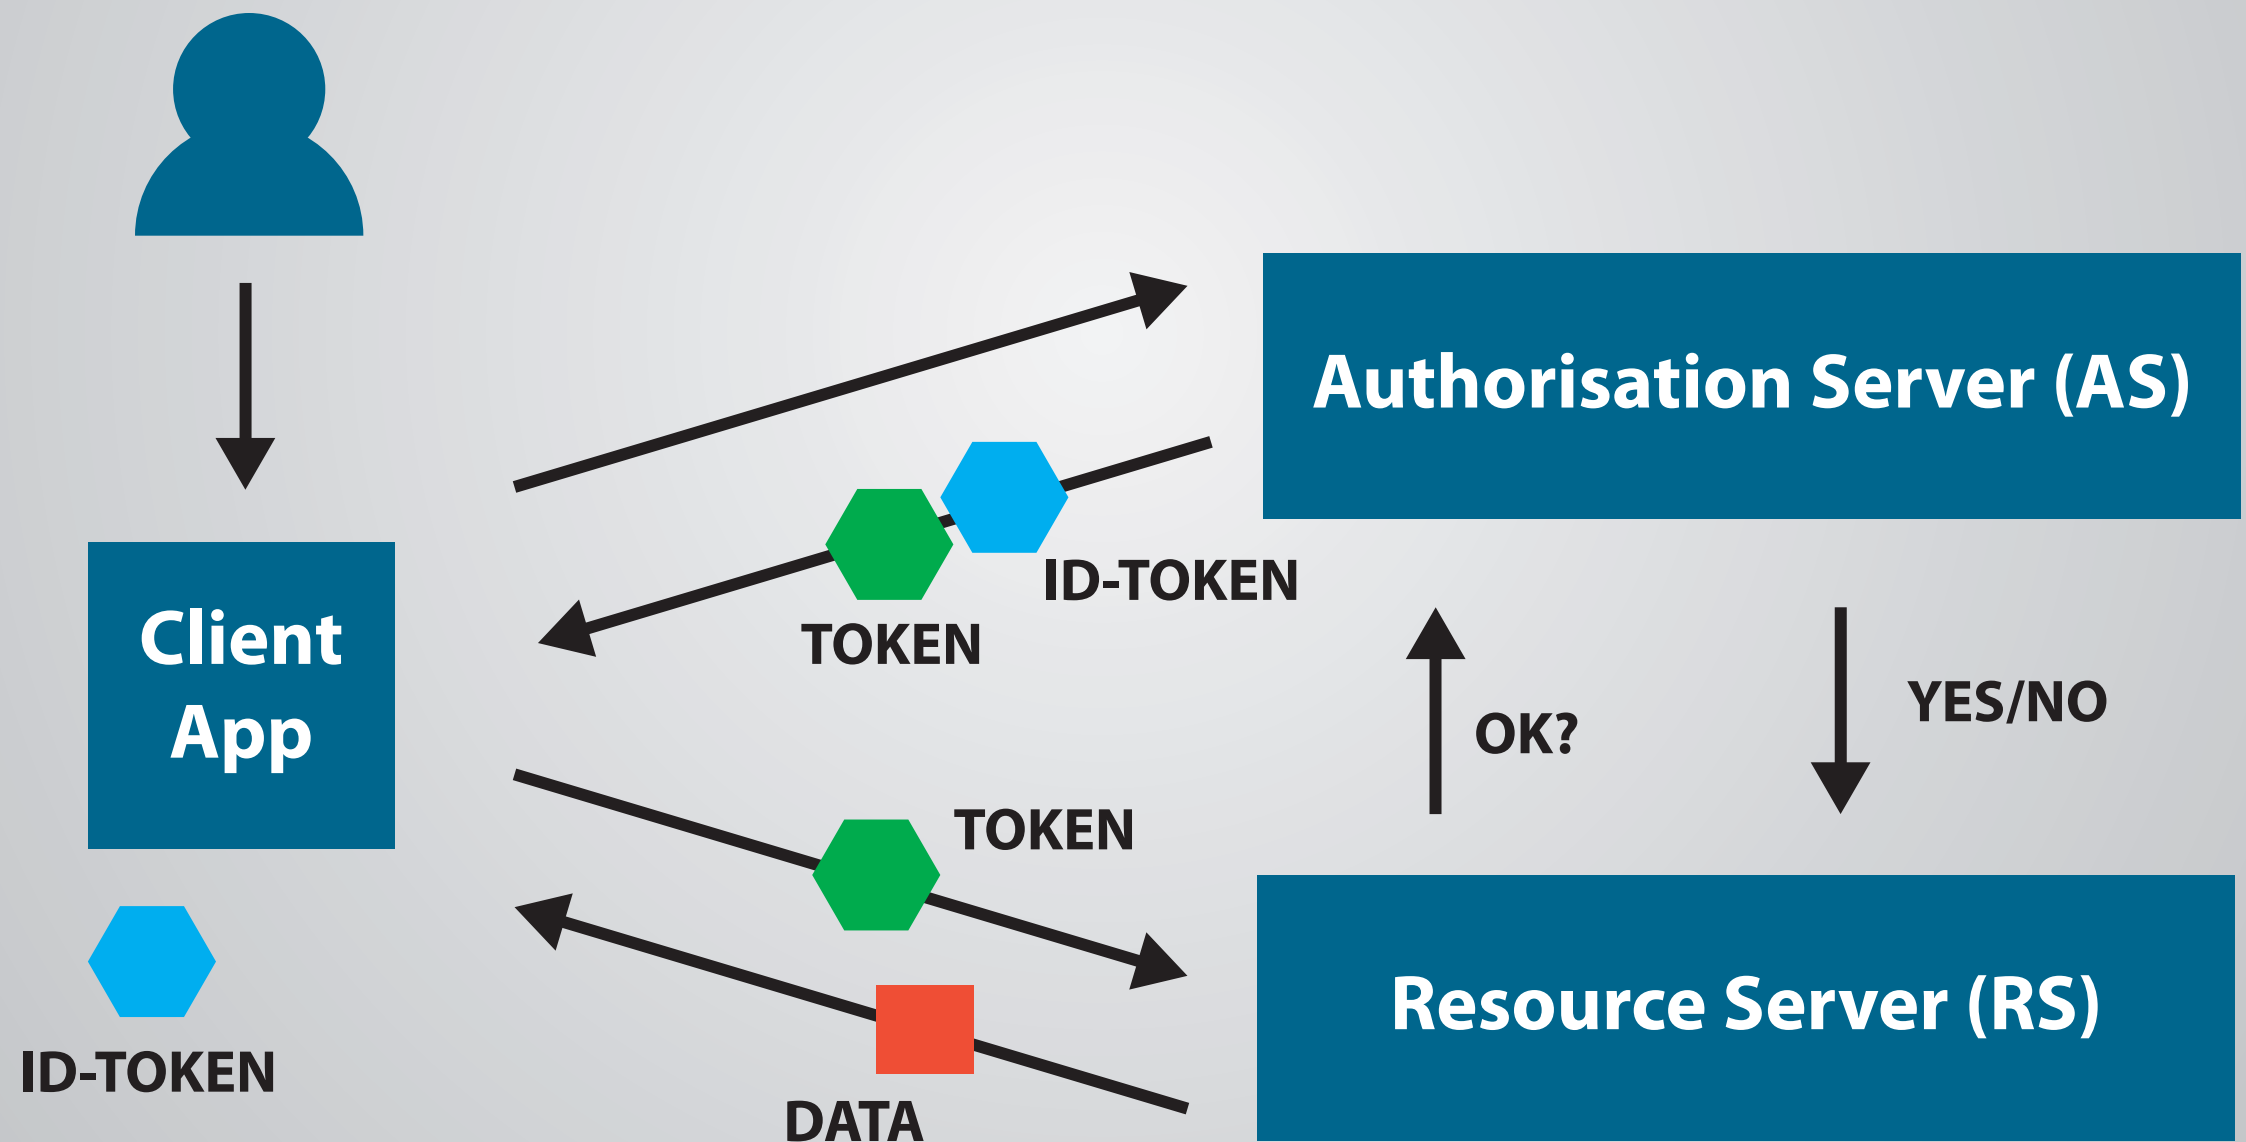 Authorisation Server (AS)
ID-TOKEN
TOKEN
Client
App
OK?
YES/NO
TOKEN
Resource Server (RS)
ID-TOKEN
DATA